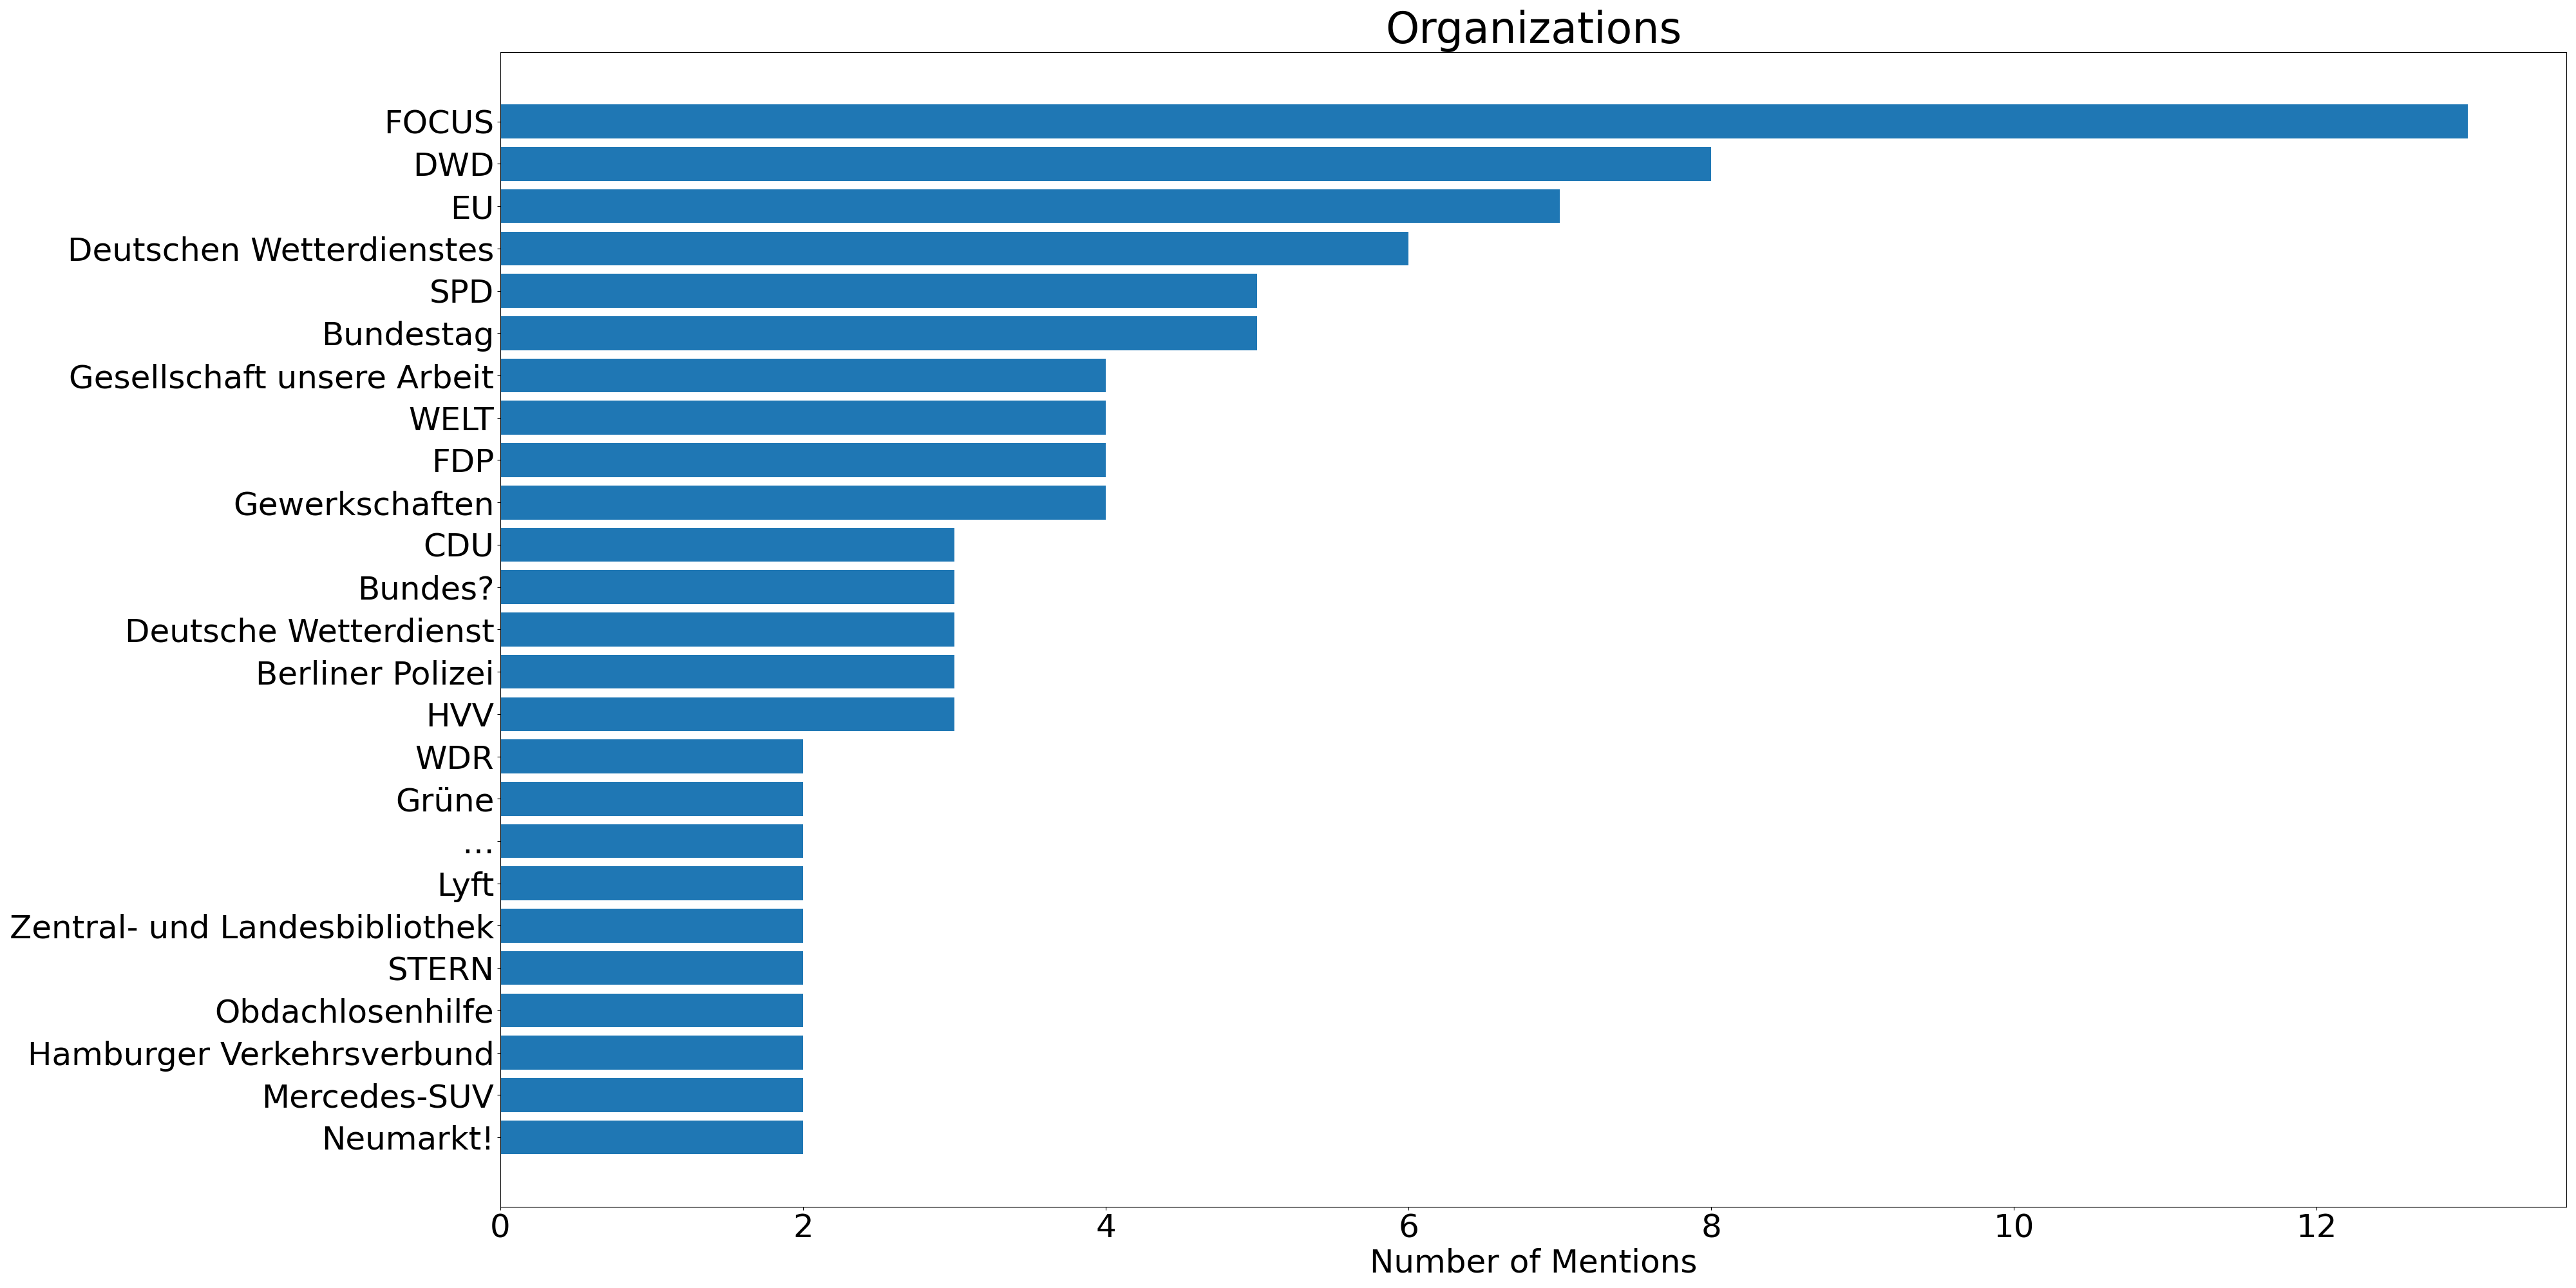 Organizations
FOCUS
DWD
EU
Deutschen Wetterdienstes
SPD
Bundestag
Gesellschaft unsere Arbeit
WELT
FDP
Gewerkschaften
CDU
Bundes?
Deutsche Wetterdienst
Berliner Polizei
HVV
WDR
Grüne
...
Lyft
Zentral- und Landesbibliothek
STERN
Obdachlosenhilfe
Hamburger Verkehrsverbund
Mercedes-SUV
Neumarkt!
0 2 4 6 8 10 12
Number of Mentions